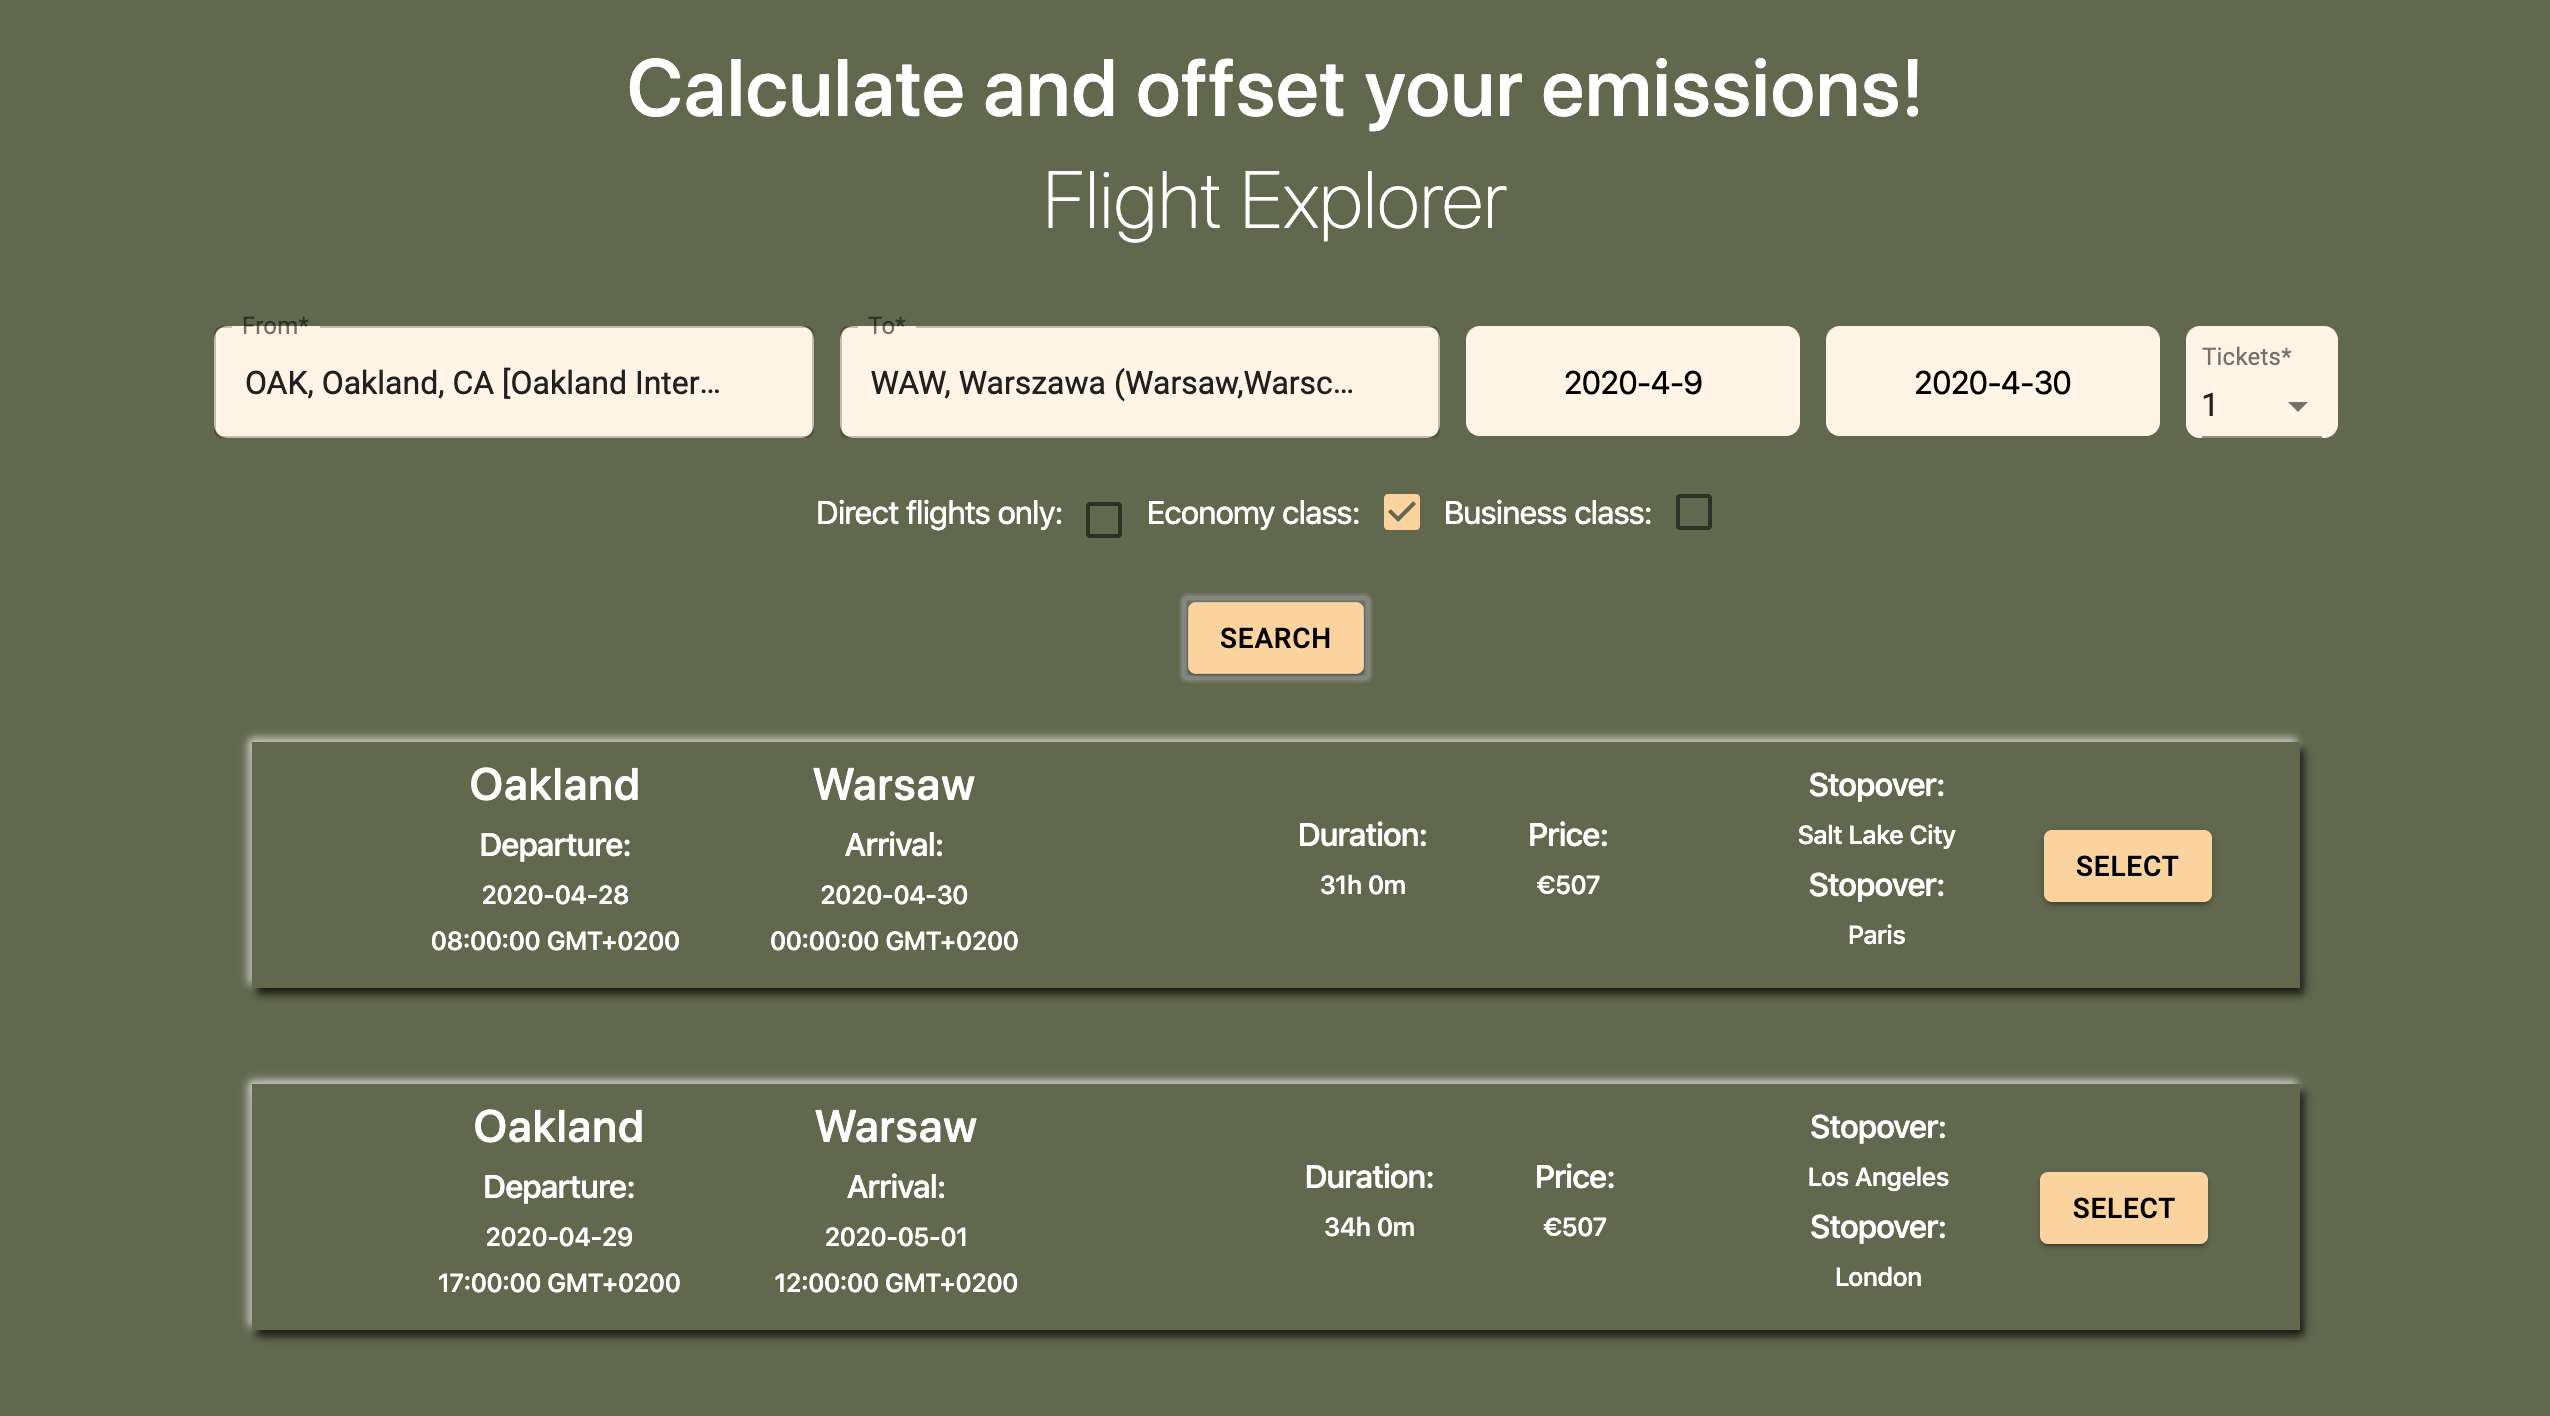 Calculate and offset your emissions!
Flight Explorer
From*
OAK, Oakland, CA [Oakland Inter...
To*
WAW, Warszawa (Warsaw,Warsc...
2020-4-9
2020-4-30
Tickets*
1
Direct flights only:
Economy class:
Business class:
SEARCH
Oakland
Departure:
2020-04-28
08:00:00 GMT+0200
Warsaw
Arrival:
2020-04-30
00:00:00 GMT+0200
Duration:
31h 0m
Price:
€507
Stopover:
Salt Lake City
Stopover:
Paris
SELECT
Oakland
Departure:
2020-04-29
17:00:00 GMT+0200
Warsaw
Arrival:
2020-05-01
12:00:00 GMT+0200
Duration:
34h 0m
Price:
€507
Stopover:
Los Angeles
Stopover:
London
SELECT